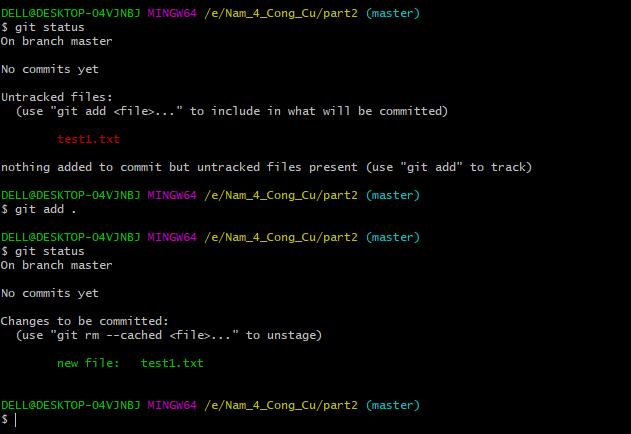 DELL@DESKTOP-O4VJNBJ MINGW64 /e/Nam_4_Cong_Cu/part2 (master)
$ git status
On branch master
No commits yet
Untracked files:
(use "git add <file>..." to include in what will be committed)
test1.txt
nothing added to commit but untracked files present (use "git add" to track)
DELL@DESKTOP-O4VJNBJ MINGW64 /e/Nam_4_Cong_Cu/part2 (master)
$ git add .
DELL@DESKTOP-O4VJNBJ MINGW64 /e/Nam_4_Cong_Cu/part2 (master)
$ git status
On branch master
No commits yet
Changes to be committed:
(use "git rm --cached <file>..." to unstage)
new file:   test1.txt
DELL@DESKTOP-O4VJNBJ MINGW64 /e/Nam_4_Cong_Cu/part2 (master)
$